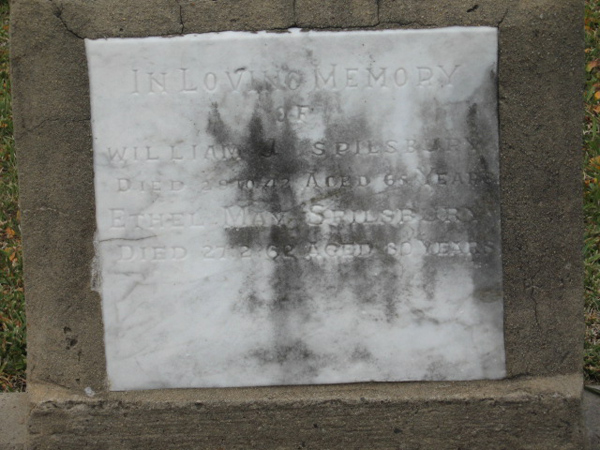 IN LOVING MEMORY
OF
WILLIAM J SPILSBURY
DIED AGED YEARS
ETHEL MAY SPILSBURY
DIED 27.2.62 AGED 80 YEARS